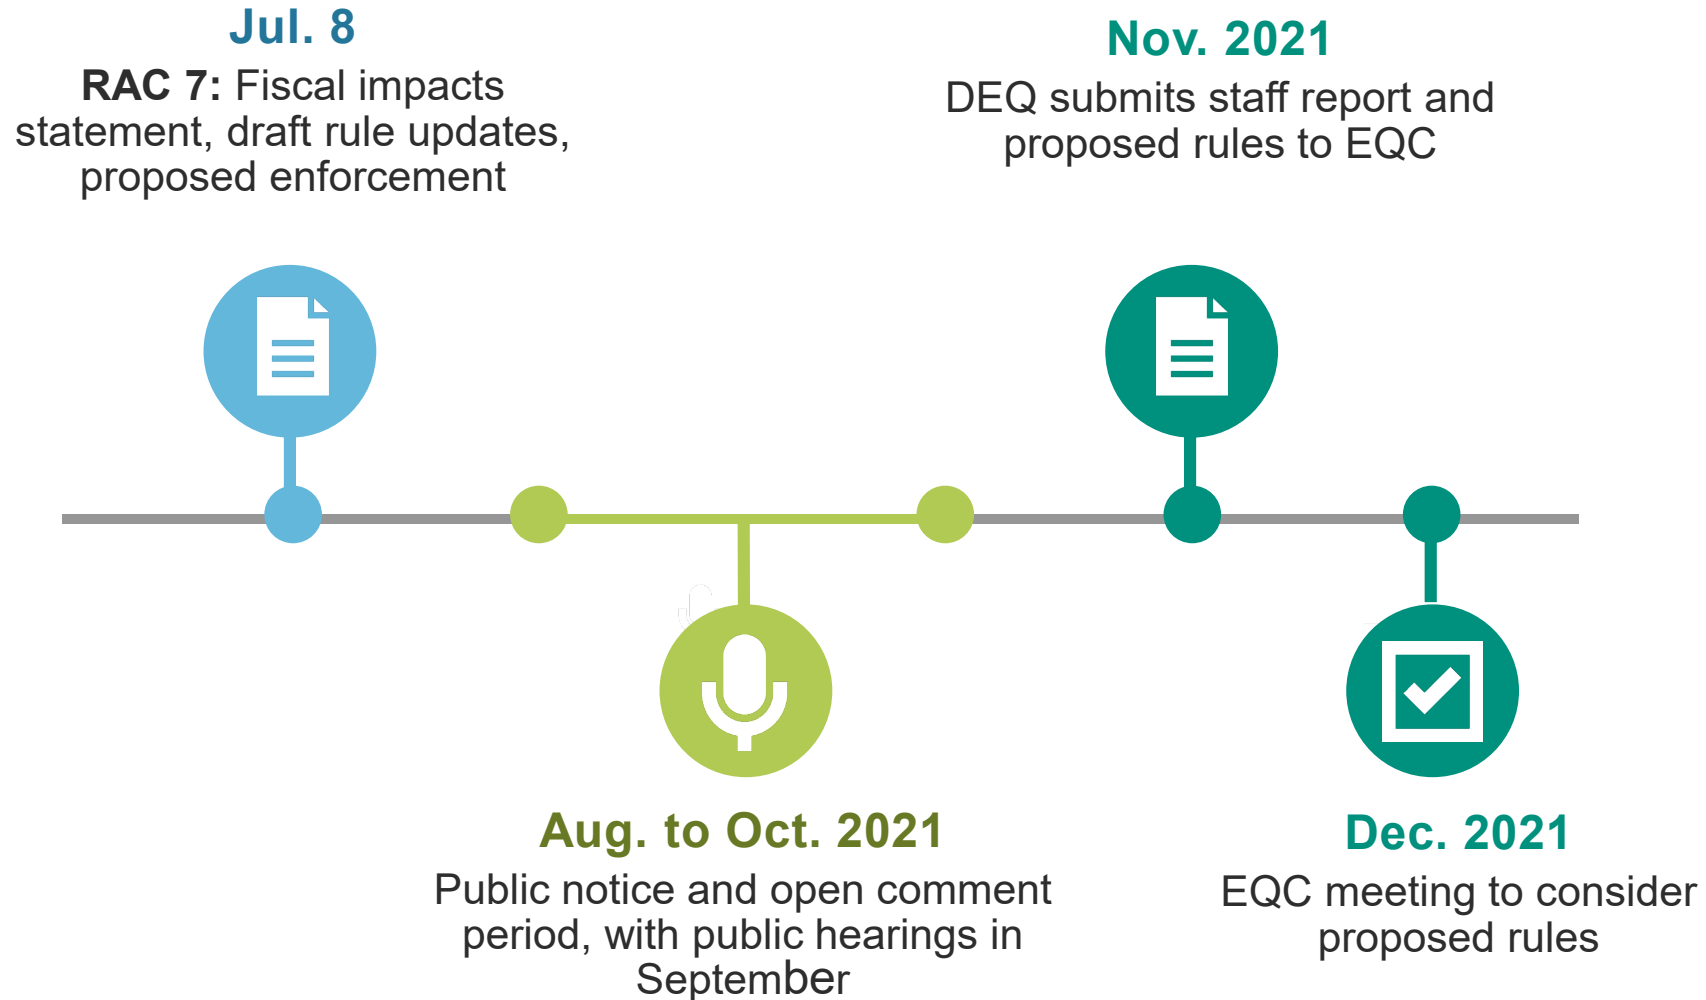 Jul. 8
RAC 7: Fiscal impacts
statement, draft rule updates,
proposed enforcement
Nov. 2021
DEQ submits staff report and
proposed rules to EQC
Aug. to Oct. 2021
Public notice and open comment
period, with public hearings in
September
Dec. 2021
EQC meeting to consider
proposed rules